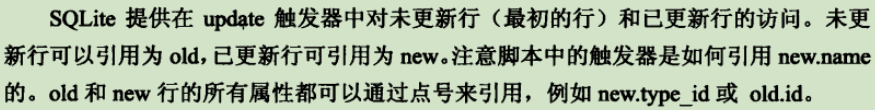 SQLite 提供在 update 触发器中对未更新行（最初的行）和已更新行的访问。未更
新行可以引用为 old，已更新行可引用为 new。注意脚本中的触发器是如何引用 new.name
的。old 和 new 行的所有属性都可以通过点号来引用，例如 new.type_id 或 old.id。